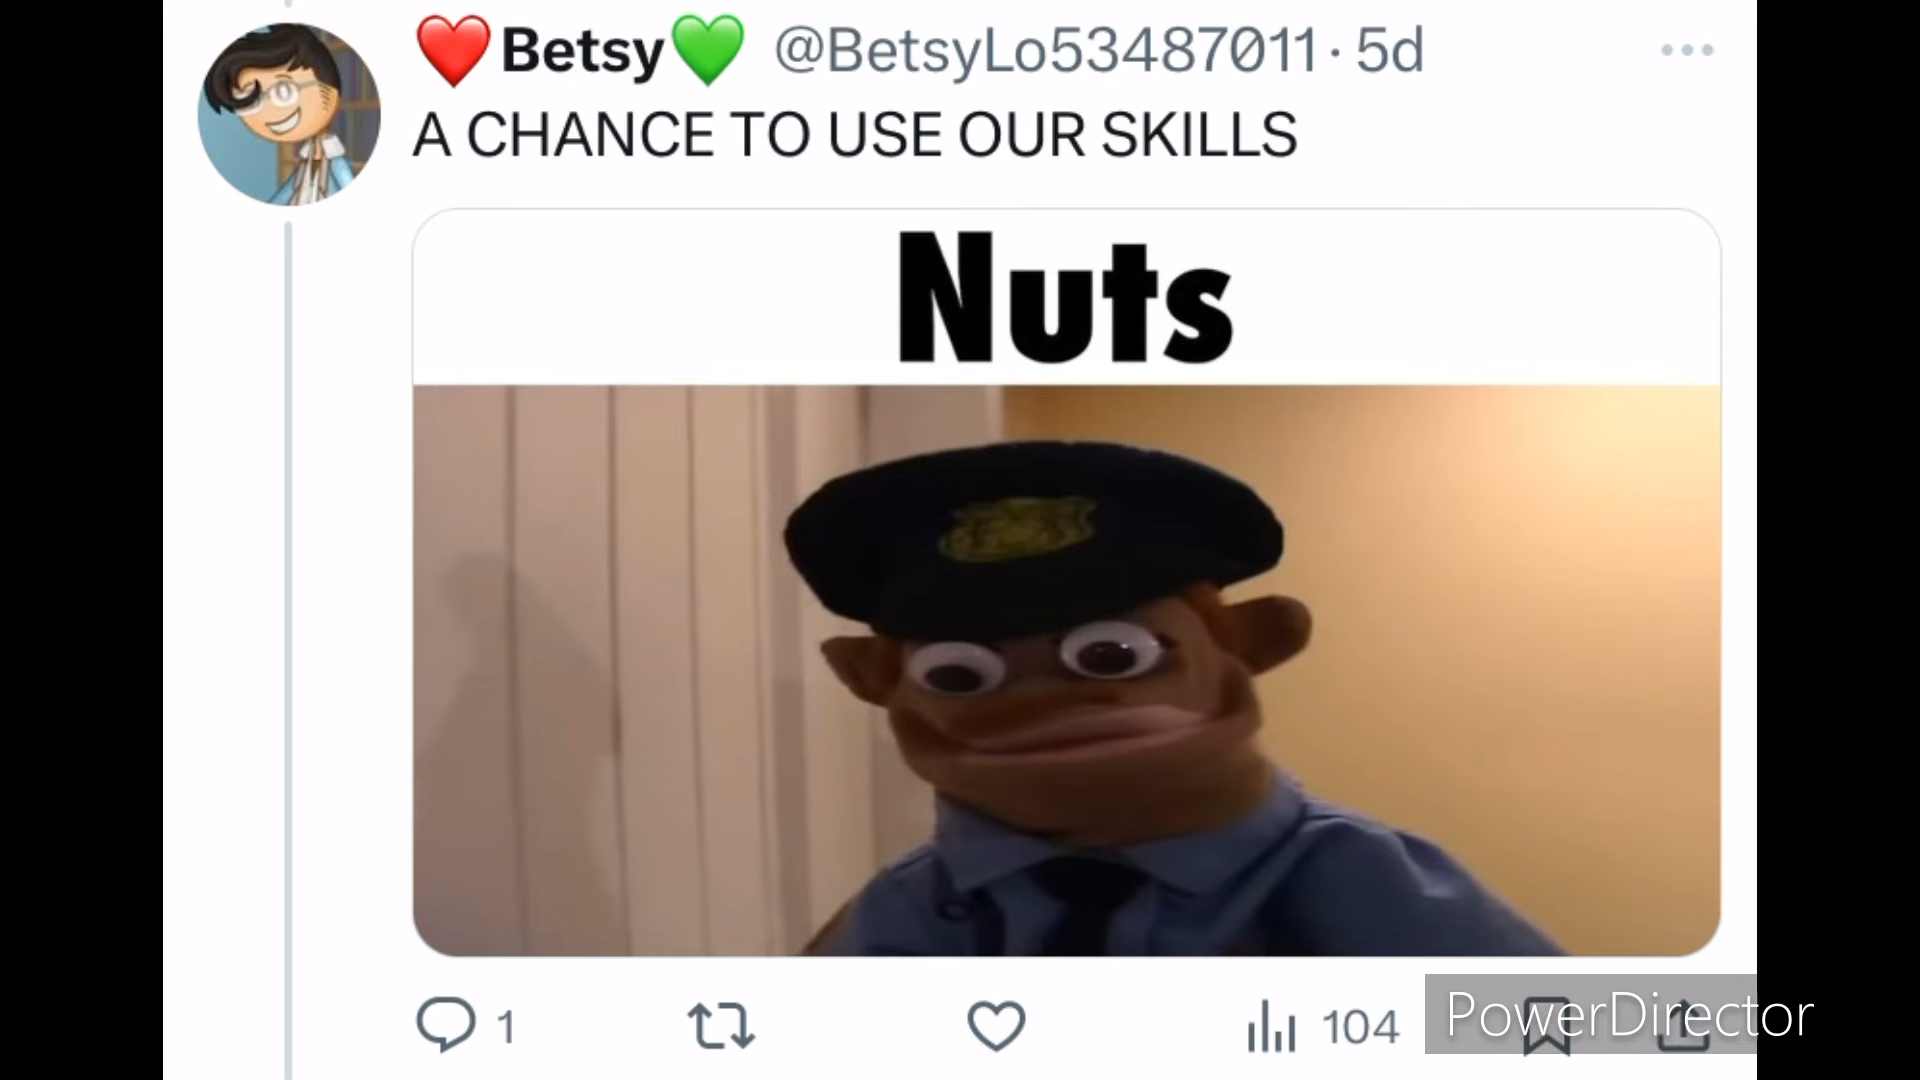 ❤️Betsy💚 @BetsyLo53487011 · 5d
A CHANCE TO USE OUR SKILLS
Nuts
1
104
PowerDirector